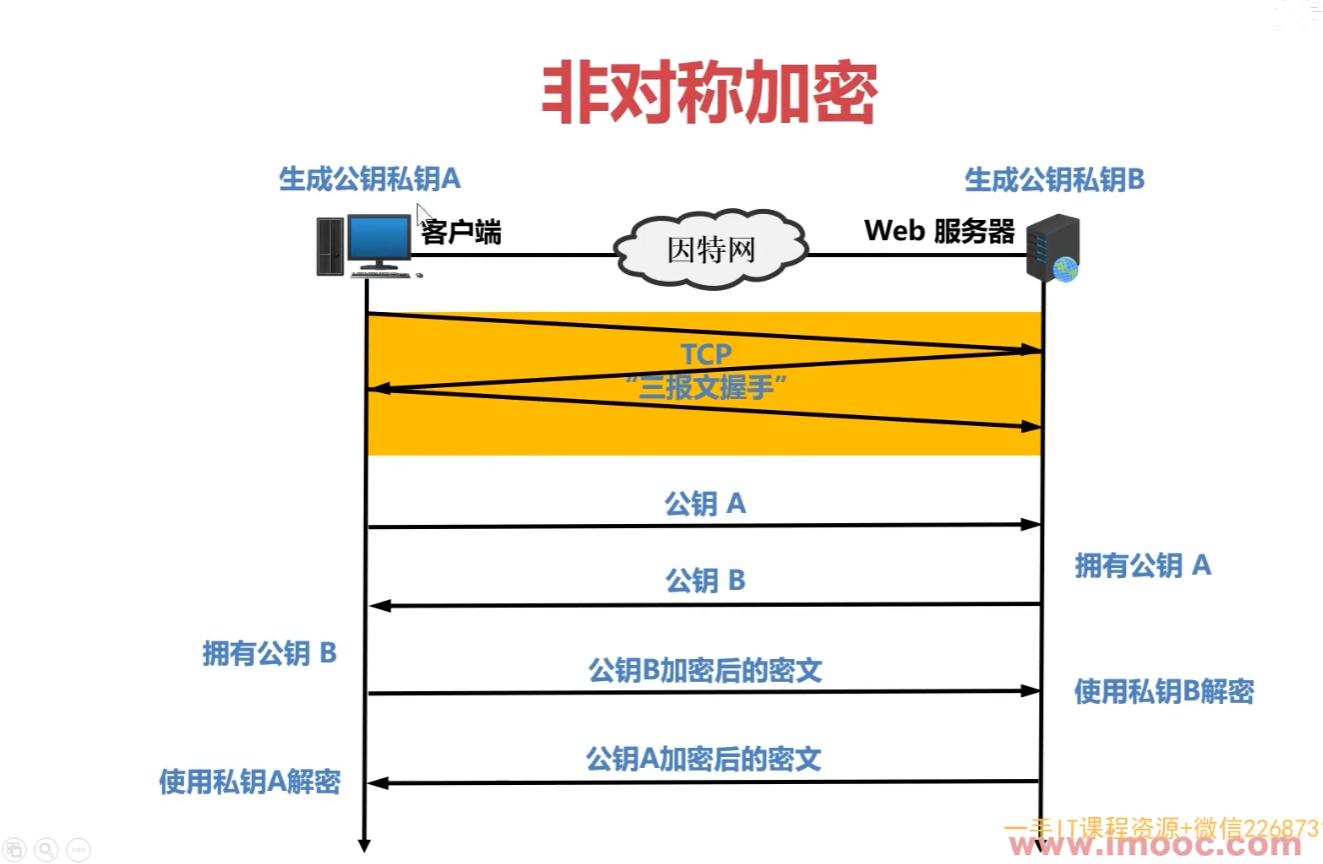 非对称加密
生成公钥私钥A
生成公钥私钥B
客户端
因特网
Web 服务器
TCP
“三报文握手”
公钥 A
拥有公钥 A
公钥 B
拥有公钥 B
公钥B加密后的密文
使用私钥B解密
公钥A加密后的密文
使用私钥A解密
一手IT课程资源+微信226873
www.imooc.com